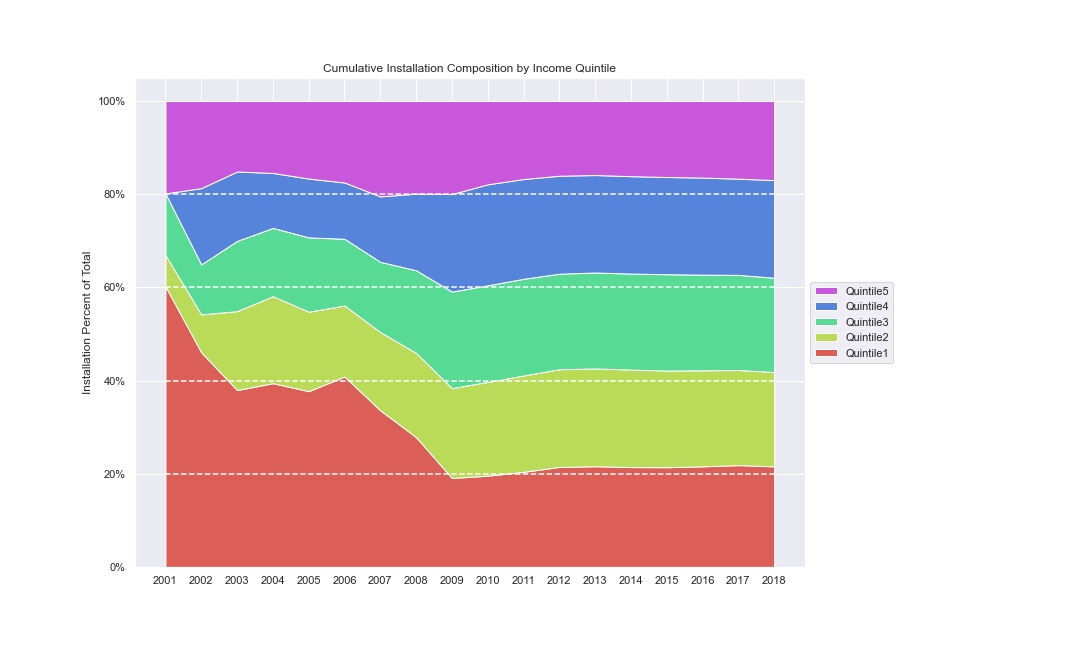 Cumulative Installation Composition by Income Quintile
Installation Percent of Total
100%
80%
60%
40%
20%
0%
2001 2002 2003 2004 2005 2006 2007 2008 2009 2010 2011 2012 2013 2014 2015 2016 2017 2018
Quintile5
Quintile4
Quintile3
Quintile2
Quintile1